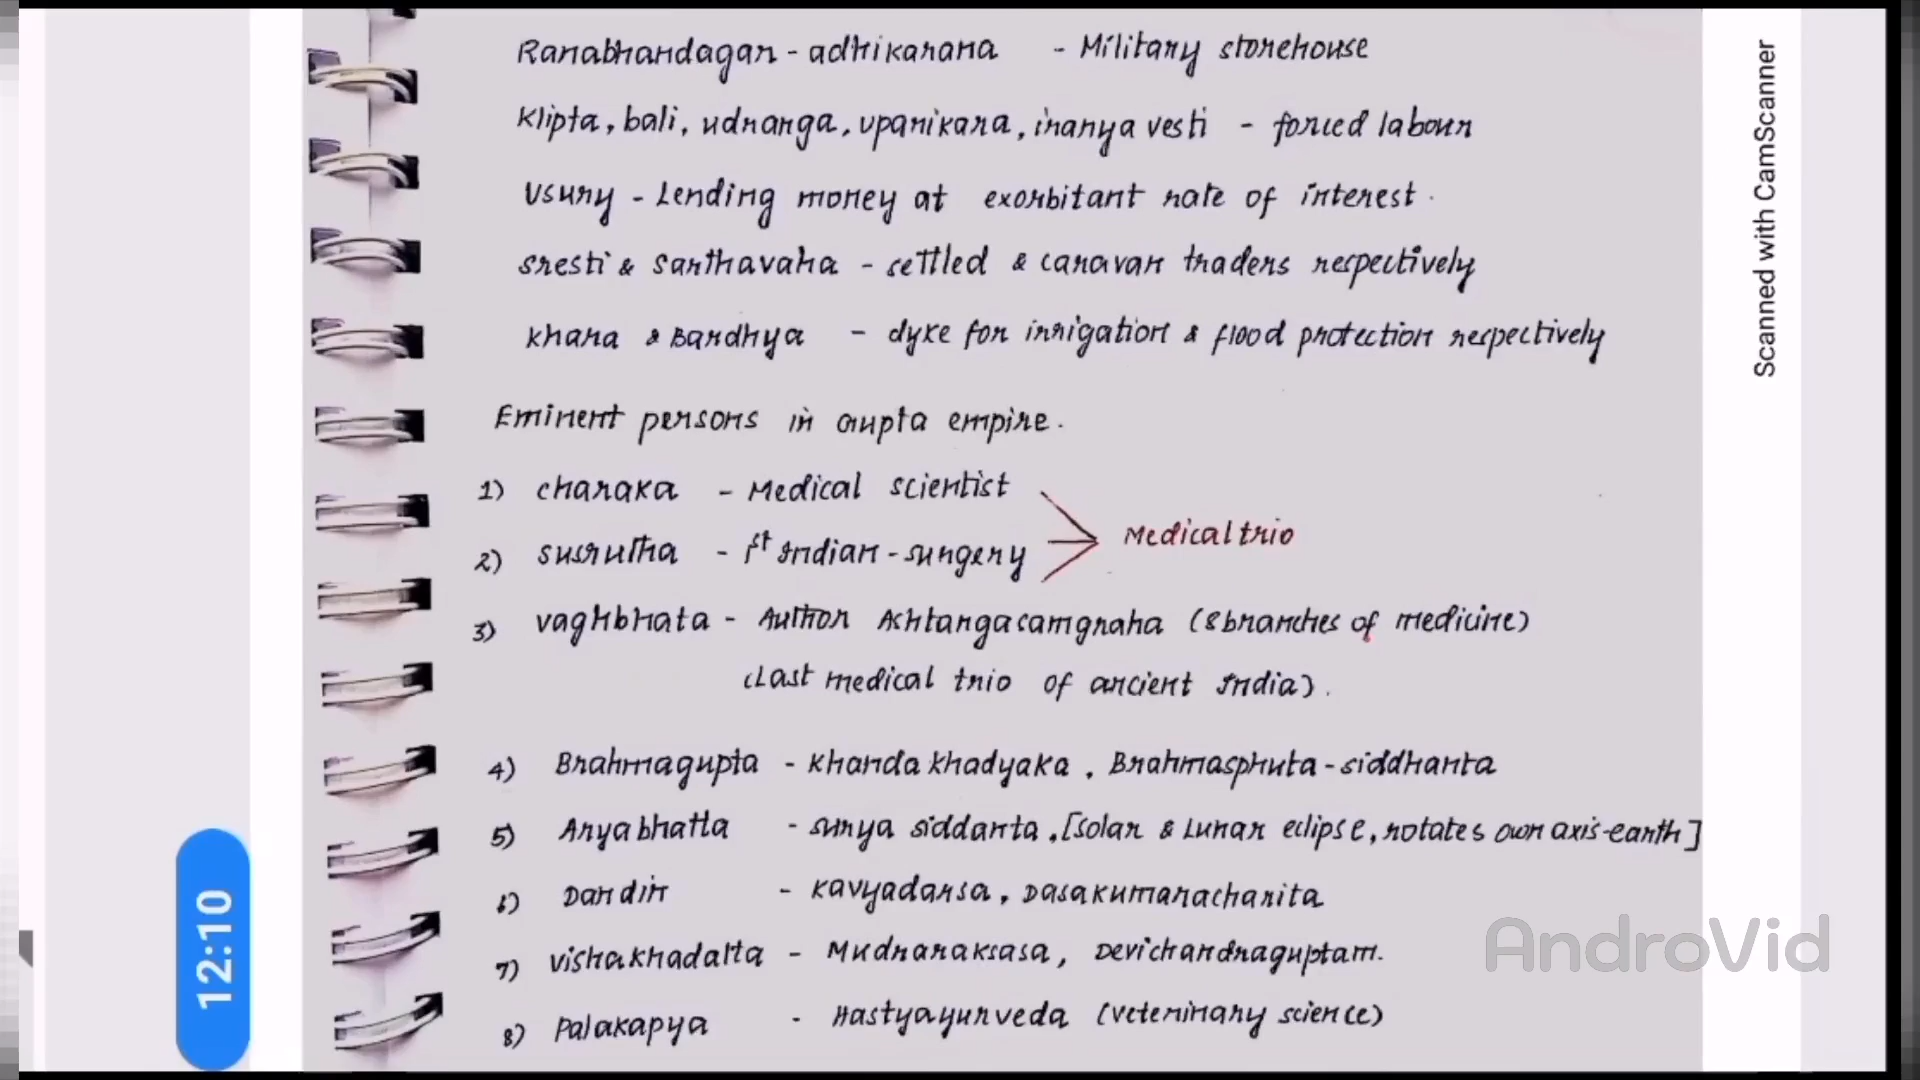 Ranabhandagar - adhikarana - Military storehouse
Klipta, bali, udranga, upanikara, iranya vesti - forced labour
Usury - Lending money at exorbitant rate of interest.
Sresti & Sarthavaha - settled & caravan traders respectively
Khara & Bandhya - dyke for irrigation & flood protection respectively
Eminent persons in Gupta empire.
1) Charaka - Medical scientist
2) Susrutha - 1st Indian - surgery
Medical trio
3) Vaghbhata - Author Ashtangasamgraha (8 branches of medicine)
(Last medical trio of ancient India).
4) Brahmagupta - Khanda Khadyaka, Brahmasphuta - siddhanta
5) Aryabhatta - Surya Siddanta, [Solar & Lunar eclipse, rotates own axis-earth]
6) Dandin - Kavyadarsa, Dasakumaracharita
7) Vishakhadatta - Mudraraksasa, Devichandraguptam.
8) Palakapya - Hastyayurveda (veterinary science)
Scanned with CamScanner
12:10
AndroVid